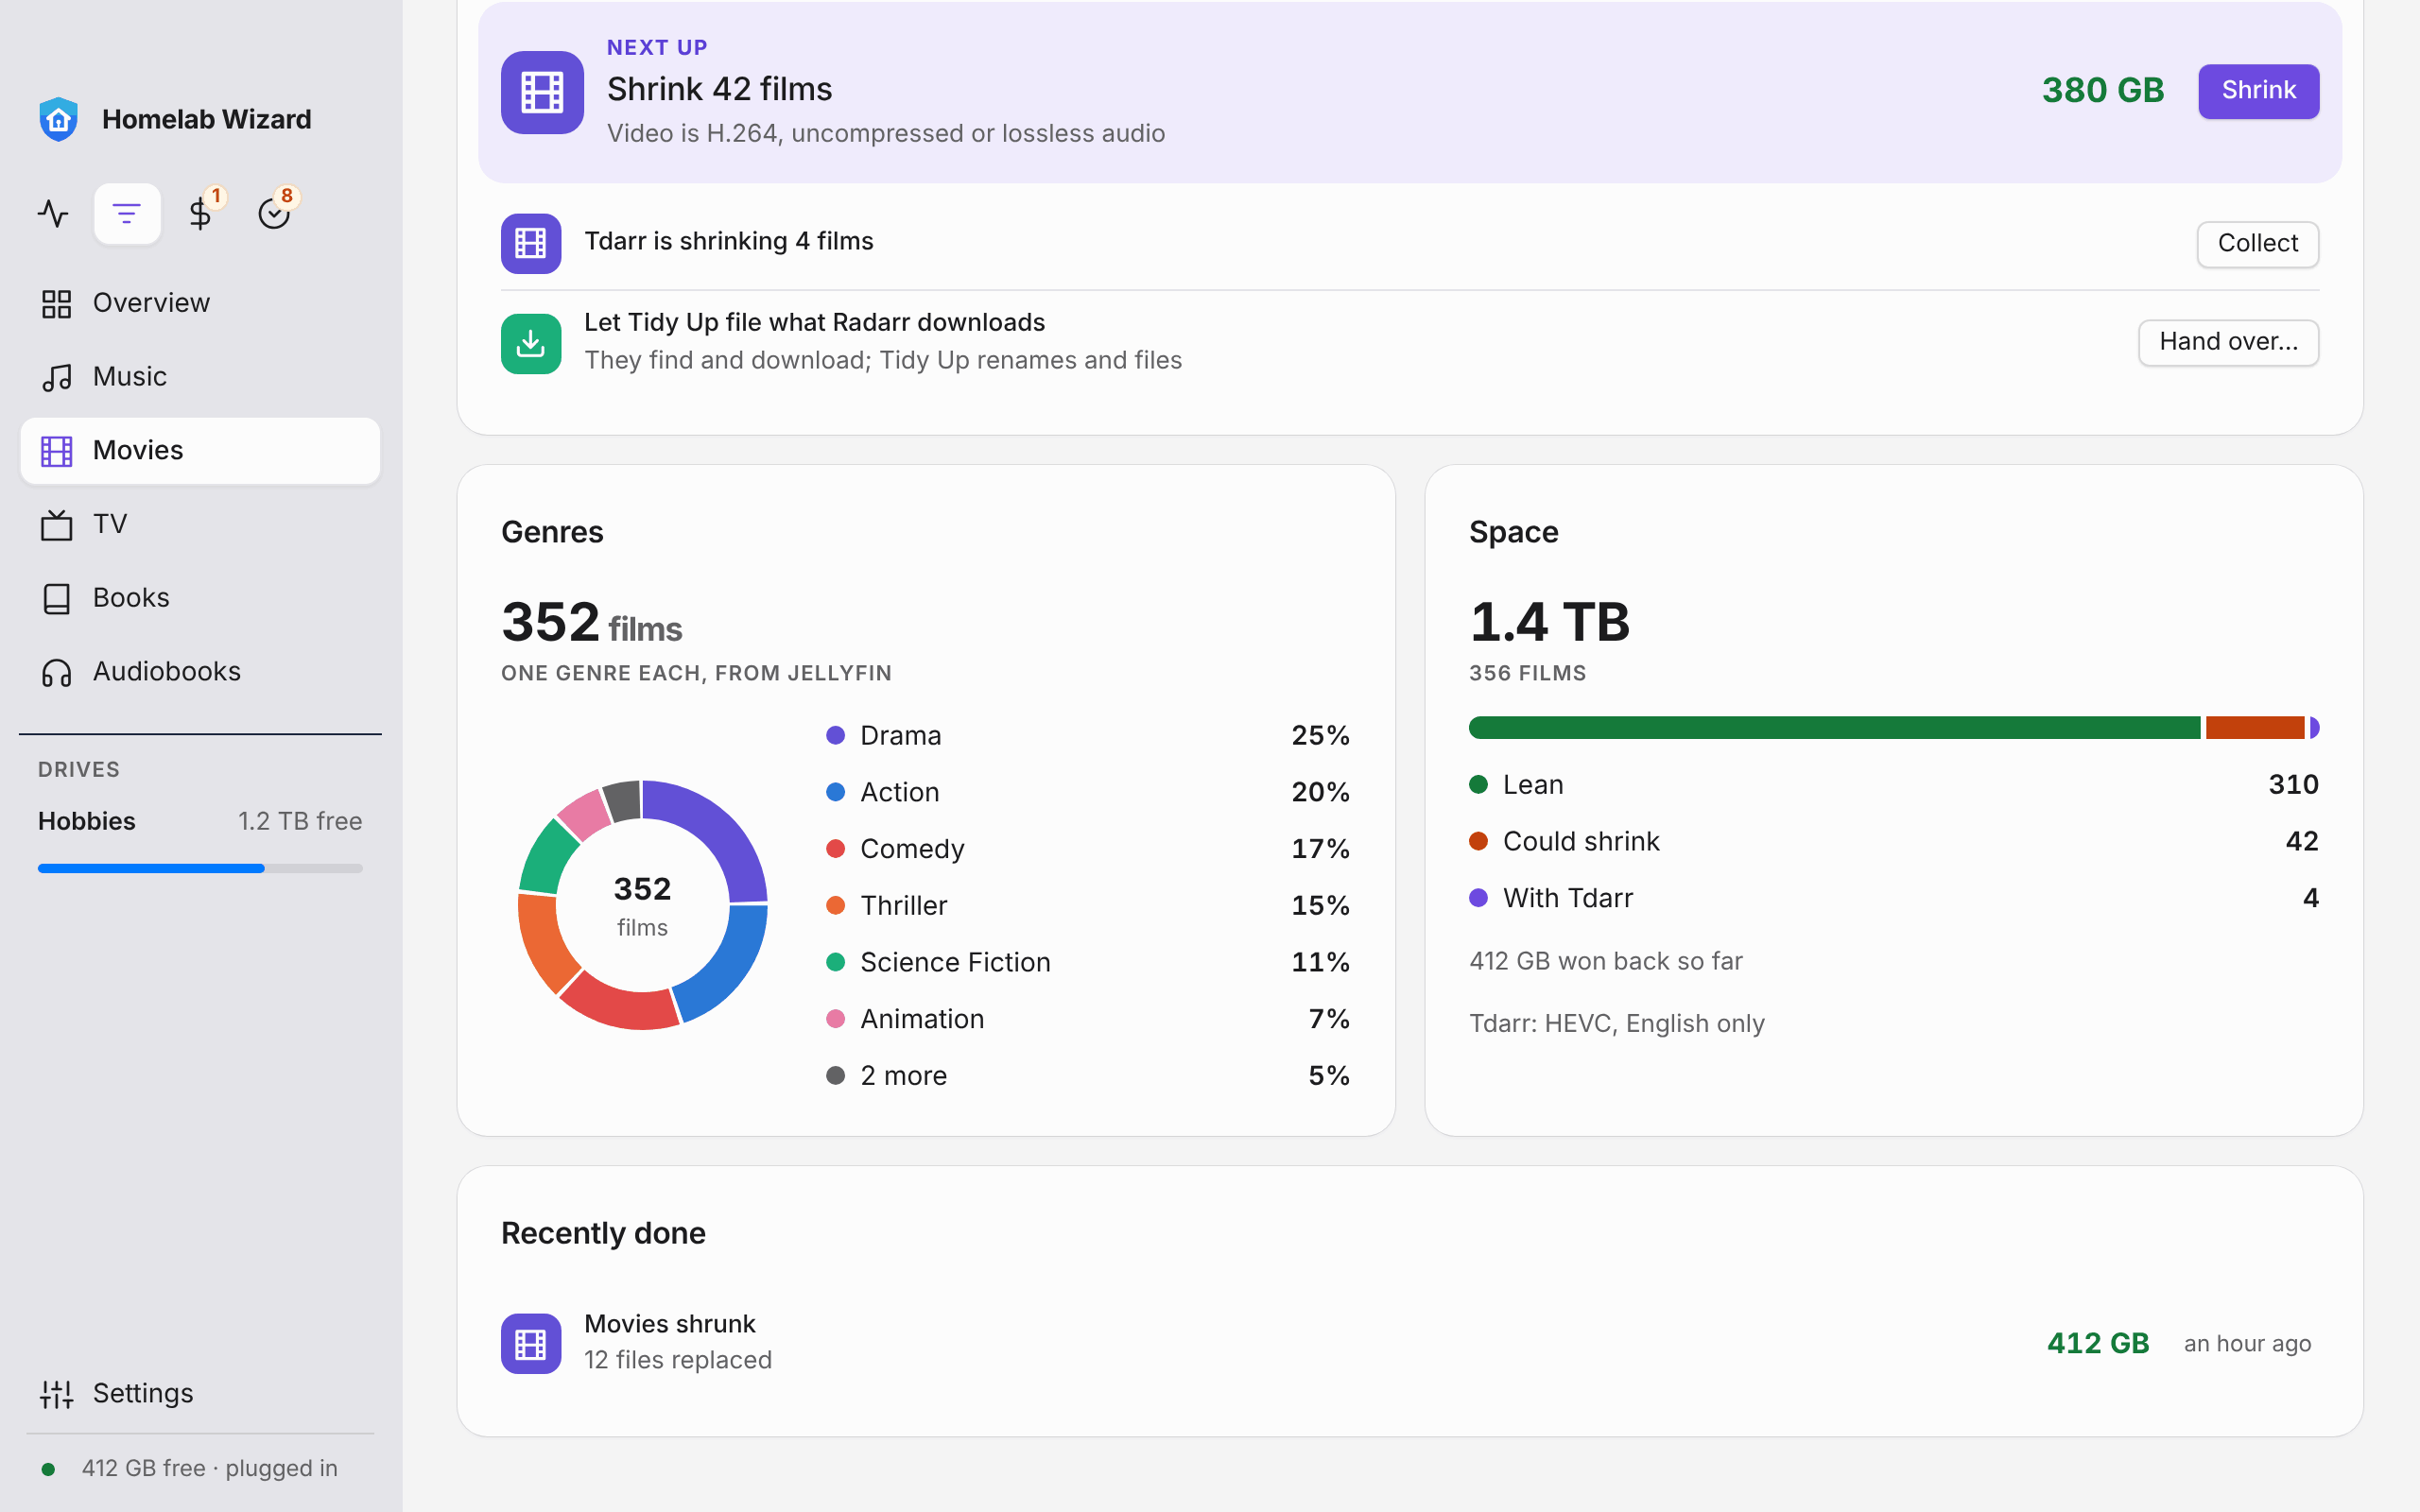 Homelab Wizard
1
8
Overview
Music
Movies
TV
Books
Audiobooks
DRIVES
Hobbies 1.2 TB free
Settings
412 GB free · plugged in
NEXT UP
Shrink 42 films
Video is H.264, uncompressed or lossless audio
380 GB
Shrink
Tdarr is shrinking 4 films
Collect
Let Tidy Up file what Radarr downloads
They find and download; Tidy Up renames and files
Hand over...
Genres
352 films
ONE GENRE EACH, FROM JELLYFIN
352
films
Drama 25%
Action 20%
Comedy 17%
Thriller 15%
Science Fiction 11%
Animation 7%
2 more 5%
Space
1.4 TB
356 FILMS
Lean 310
Could shrink 42
With Tdarr 4
412 GB won back so far
Tdarr: HEVC, English only
Recently done
Movies shrunk
12 files replaced
412 GB an hour ago